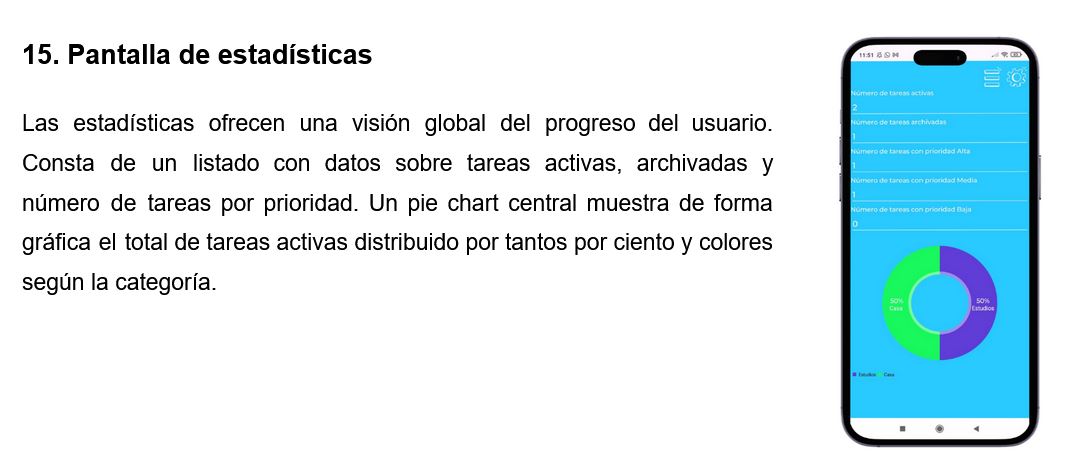 15. Pantalla de estadísticas
Las estadísticas ofrecen una visión global del progreso del usuario.
Consta de un listado con datos sobre tareas activas, archivadas y
número de tareas por prioridad. Un pie chart central muestra de forma
gráfica el total de tareas activas distribuido por tantos por ciento y colores
según la categoría.
11:51
Número de tareas activas
2
Número de tareas archivadas
1
Número de tareas con prioridad Alta
1
Número de tareas con prioridad Media
1
Número de tareas con prioridad Baja
0
50%
Casa
50%
Estudios
Estudios Casa